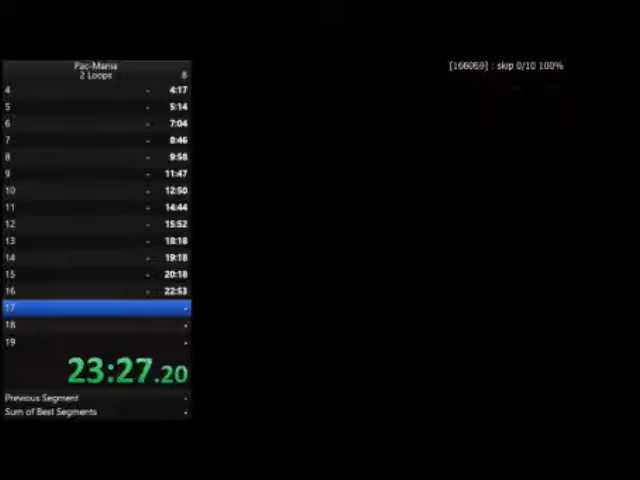 Pac-Mania
2 Loops 8
[166069] : skip 0/10 100%
4 - 4:17
5 - 5:14
6 - 7:04
7 - 8:46
8 - 9:58
9 - 11:47
10 - 12:50
11 - 14:44
12 - 15:52
13 - 18:18
14 - 19:18
15 - 20:18
16 - 22:53
17 -
18 -
19 -
23:27.20
Previous Segment -
Sum of Best Segments -